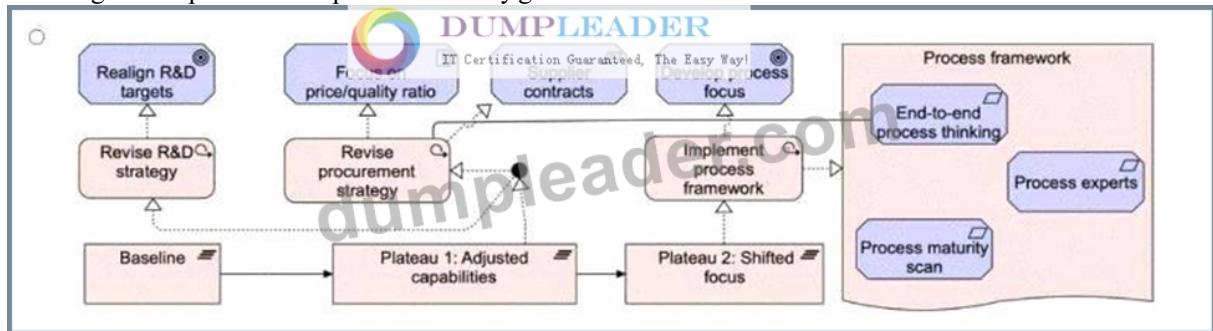 DUMPLEADER
IT Certification Guaranteed, The Easy Way!
Realign R&D
targets
Focus on
price/quality ratio
Supplier
contracts
Develop process
focus
Process framework
End-to-end
process thinking
Process experts
Process maturity
scan
Revise R&D
strategy
Revise
procurement
strategy
Implement
process
framework
dumpleader.com
Baseline
Plateau 1: Adjusted
capabilities
Plateau 2: Shifted
focus